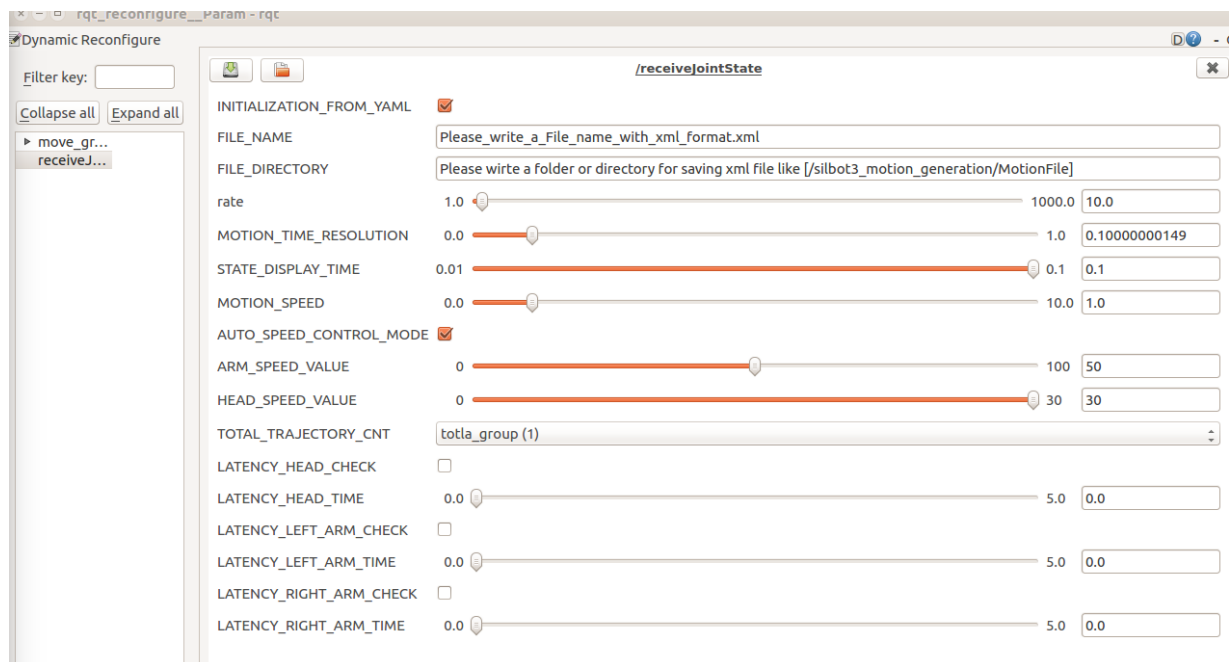 rqt_reconfigure__Param - rqt
Dynamic Reconfigure
D ? -
Filter key:
/receiveJointState
Collapse all Expand all
move_gr...
receiveJ...
INITIALIZATION_FROM_YAML
FILE_NAME Please_write_a_File_name_with_xml_format.xml
FILE_DIRECTORY Please wirte a folder or directory for saving xml file like [/silbot3_motion_generation/MotionFile]
rate 1.0 1000.0 10.0
MOTION_TIME_RESOLUTION 0.0 1.0 0.10000000149
STATE_DISPLAY_TIME 0.01 0.1 0.1
MOTION_SPEED 0.0 10.0 1.0
AUTO_SPEED_CONTROL_MODE
ARM_SPEED_VALUE 0 100 50
HEAD_SPEED_VALUE 0 30 30
TOTAL_TRAJECTORY_CNT totla_group (1)
LATENCY_HEAD_CHECK
LATENCY_HEAD_TIME 0.0 5.0 0.0
LATENCY_LEFT_ARM_CHECK
LATENCY_LEFT_ARM_TIME 0.0 5.0 0.0
LATENCY_RIGHT_ARM_CHECK
LATENCY_RIGHT_ARM_TIME 0.0 5.0 0.0